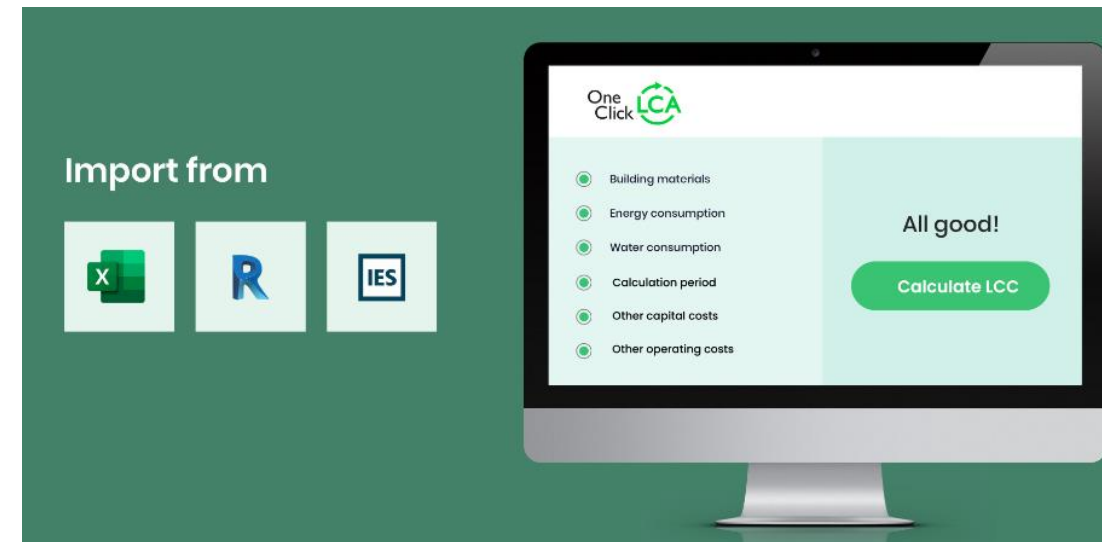 Import from
X
R
IES
One
Click LCA
Building materials
Energy consumption
Water consumption
Calculation period
Other capital costs
Other operating costs
All good!
Calculate LCC